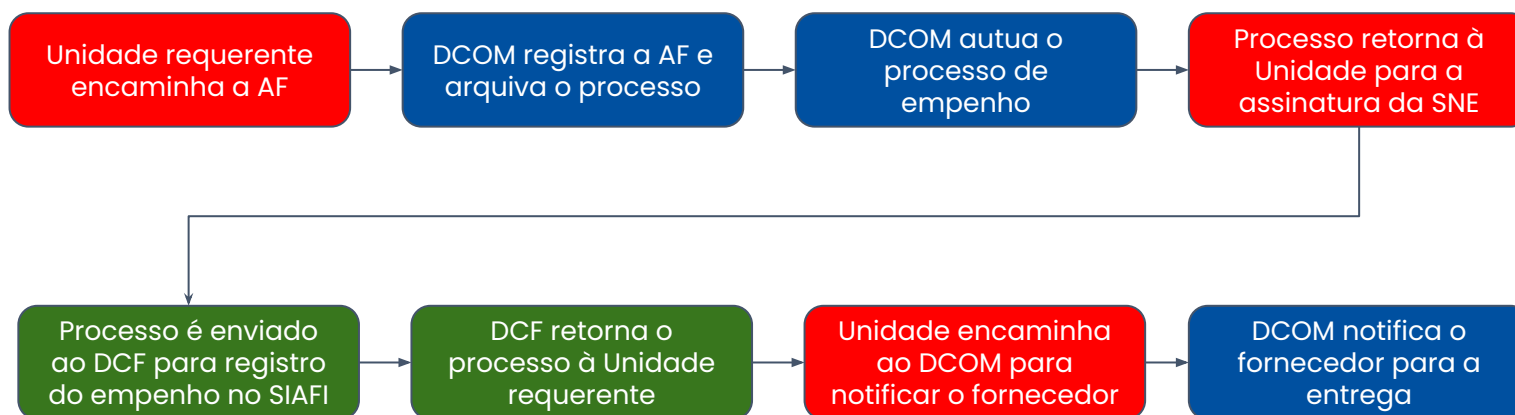 Unidade requerente
encaminha a AF
DCOM registra a AF e
arquiva o processo
DCOM autua o
processo de
empenho
Processo retorna à
Unidade para a
assinatura da SNE
Processo é enviado
ao DCF para registro
do empenho no SIAFI
DCF retorna o
processo à Unidade
requerente
Unidade encaminha
ao DCOM para
notificar o fornecedor
DCOM notifica o
fornecedor para a
entrega